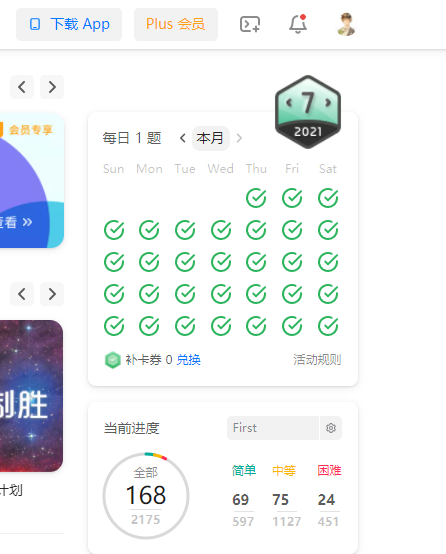 下载 App
Plus 会员
会员专享
查看 >>
制胜
计划
7
2021
每日 1 题
< 本月 >
Sun Mon Tue Wed Thu Fri Sat
补卡券 0 兑换
活动规则
当前进度
First
全部
168
2175
简单 中等 困难
69 75 24
597 1127 451